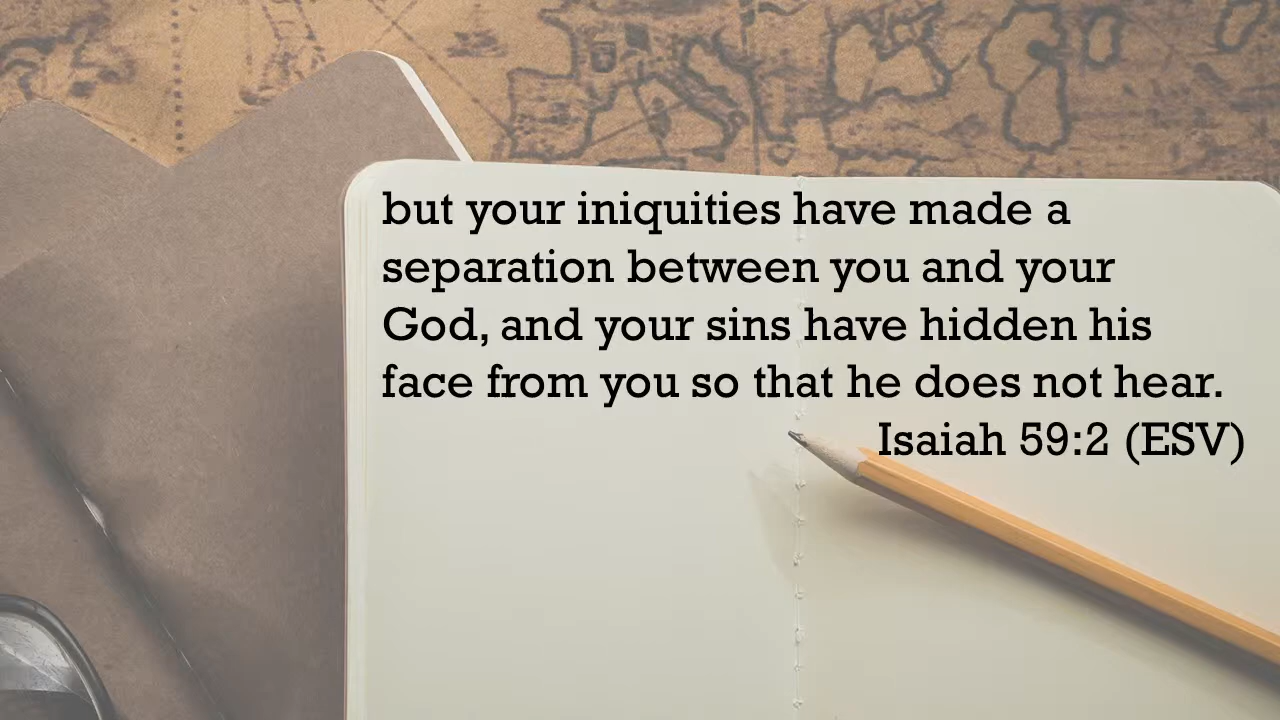 but your iniquities have made a
separation between you and your
God, and your sins have hidden his
face from you so that he does not hear.
Isaiah 59:2 (ESV)